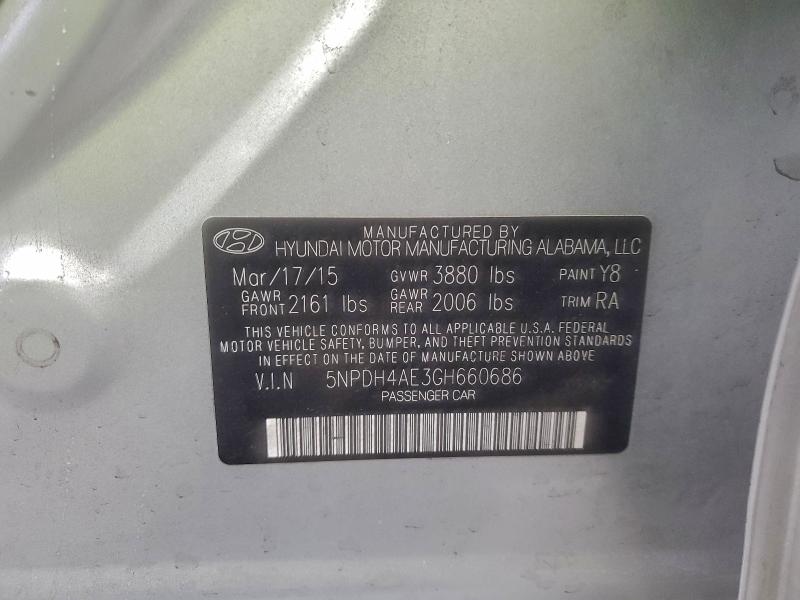 MANUFACTURED BY
HYUNDAI MOTOR MANUFACTURING ALABAMA, LLC
Mar/17/15 GVWR 3880 lbs PAINT Y8
GAWR FRONT 2161 lbs GAWR REAR 2006 lbs TRIM RA
THIS VEHICLE CONFORMS TO ALL APPLICABLE U.S.A. FEDERAL
MOTOR VEHICLE SAFETY, BUMPER, AND THEFT PREVENTION STANDARDS
IN EFFECT ON THE DATE OF MANUFACTURE SHOWN ABOVE
V.I.N 5NPDH4AE3GH660686
PASSENGER CAR